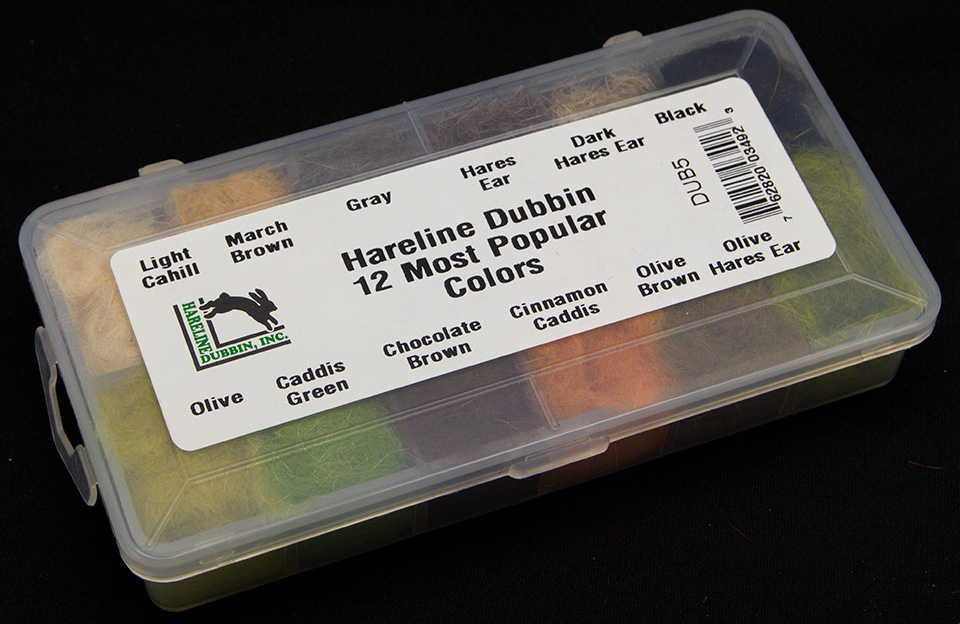 Light
Cahill
March
Brown
Gray
Hares
Ear
Dark
Hares Ear
Black
Hareline Dubbin
12 Most Popular
Colors
DUB5
7 62820 03492 3
HARELINE
DUBBIN, INC.
Olive
Caddis
Green
Chocolate
Brown
Cinnamon
Caddis
Olive
Brown
Olive
Hares Ear